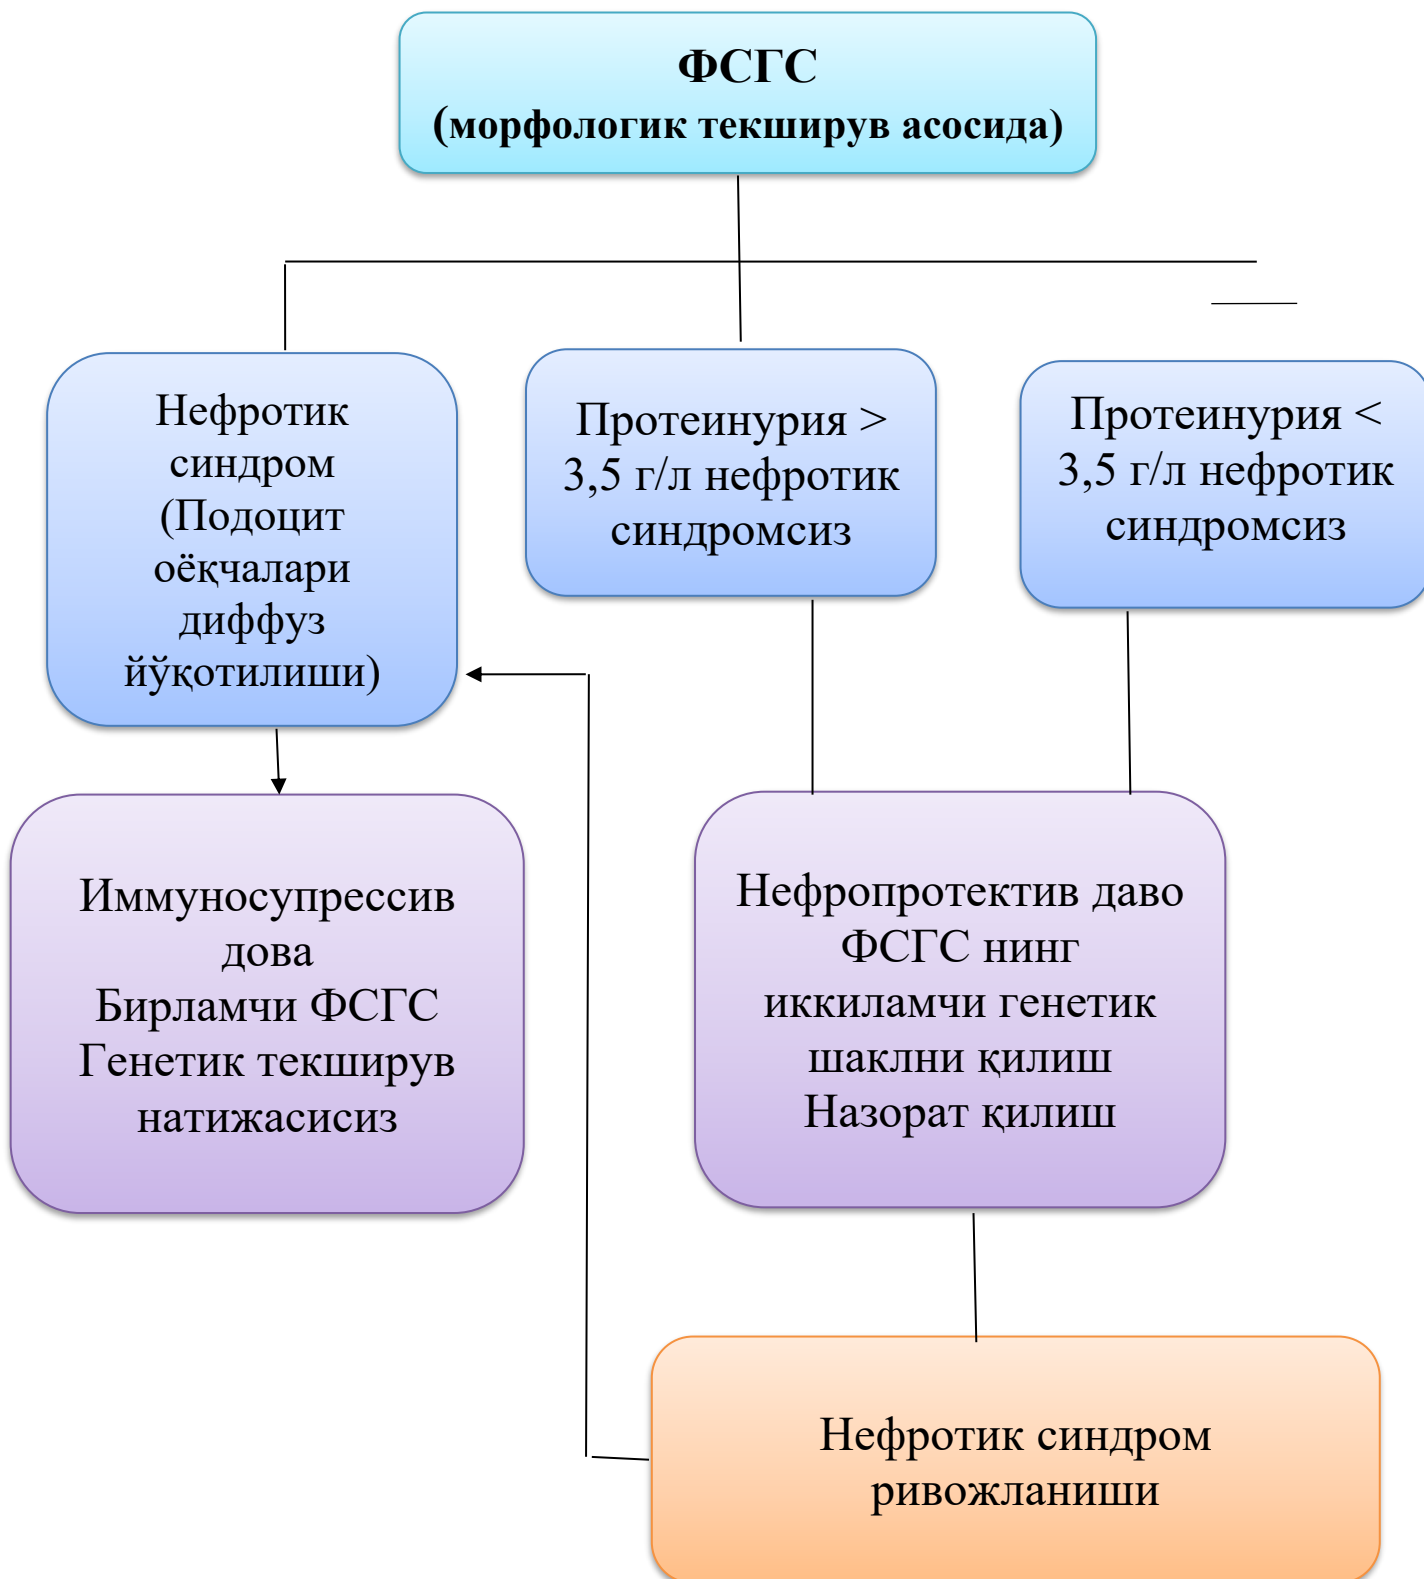 ФСГС
(морфологик текширув асосида)
Нефротик
синдром
(Подоцит
оёқчалари
диффуз
йўқотилиши)
Протеинурия >
3,5 г/л нефротик
синдромсиз
Протеинурия <
3,5 г/л нефротик
синдромсиз
Иммуносупрессив
дова
Бирламчи ФСГС
Генетик текширув
натижасисиз
Нефропротектив даво
ФСГС нинг
иккиламчи генетик
шаклни қилиш
Назорат қилиш
Нефротик синдром
ривожланиши